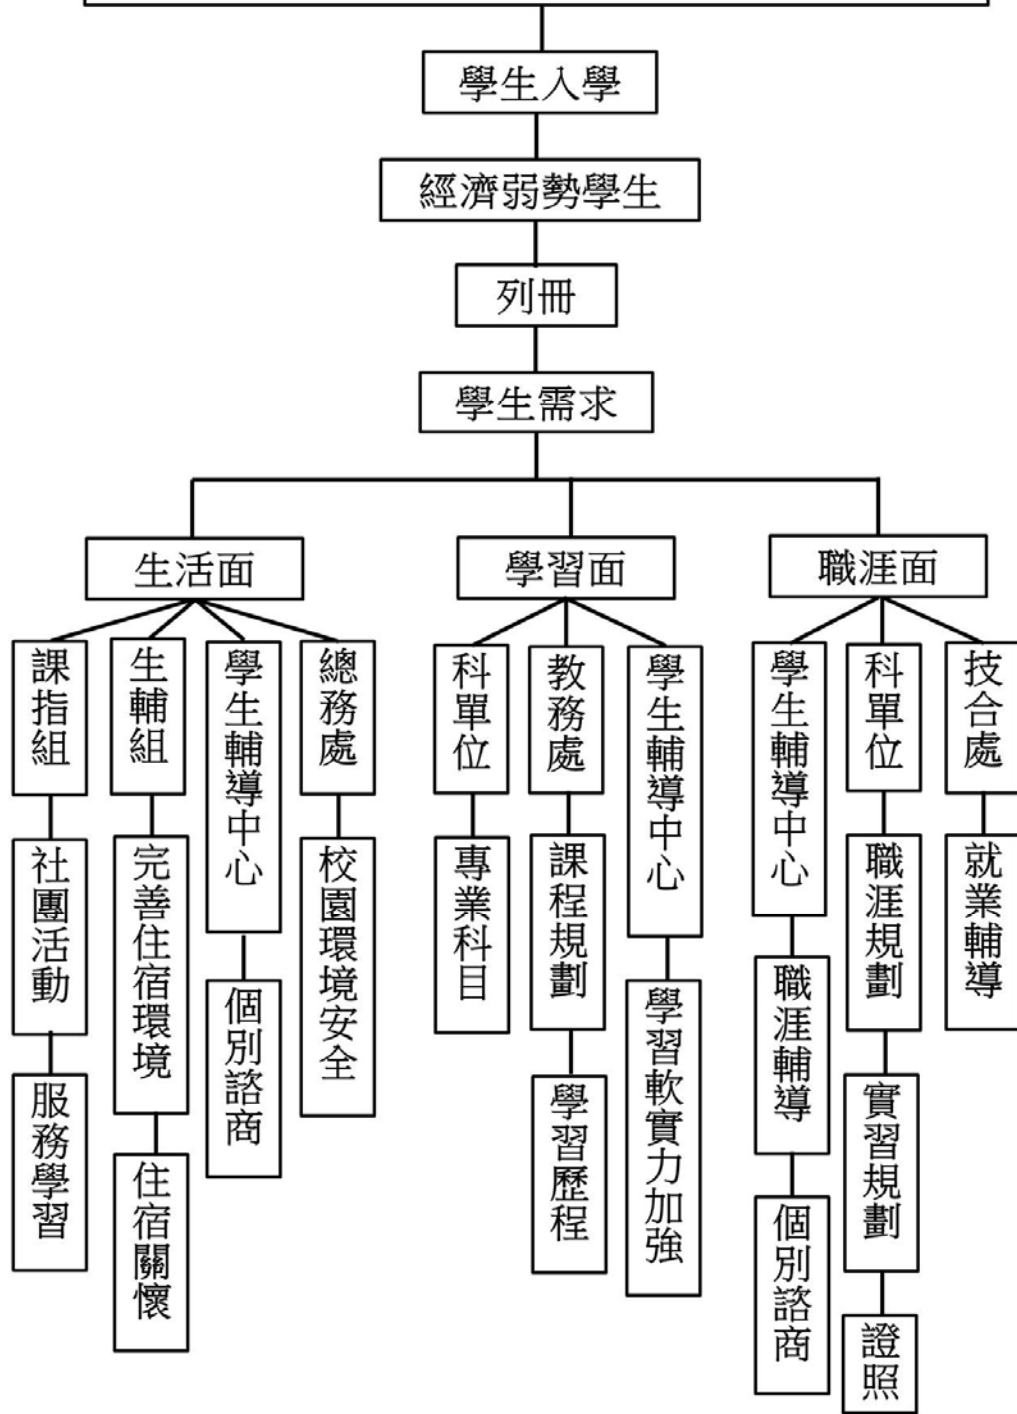 學生入學
經濟弱勢學生
列冊
學生需求
生活面
學習面
職涯面
課指組
社團活動
服務學習
生輔組
完善住宿環境
住宿關懷
學生輔導中心
個別諮商
總務處
校園環境安全
科單位
專業科目
教務處
課程規劃
學習歷程
學生輔導中心
學習軟實力加強
學生輔導中心
職涯輔導
個別諮商
科單位
職涯規劃
實習規劃
證照
技合處
就業輔導